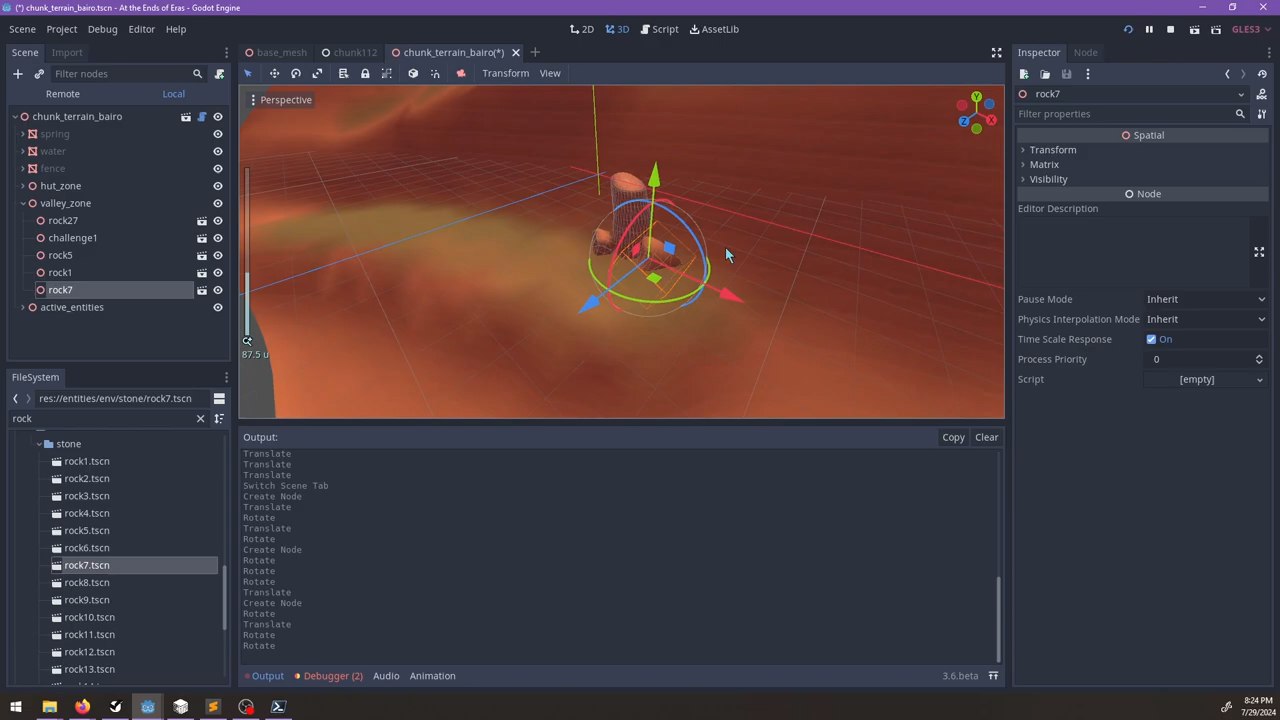 (*) chunk_terrain_bairo.tscn - At the Ends of Eras - Godot Engine
Scene Project Debug Editor Help
2D 3D Script AssetLib
GLES3
Scene Import
Filter nodes
Remote Local
chunk_terrain_bairo
spring
water
fence
hut_zone
valley_zone
rock27
challenge1
rock5
rock1
rock7
active_entities
FileSystem
res://entities/env/stone/rock7.tscn
rock
stone
rock1.tscn
rock2.tscn
rock3.tscn
rock4.tscn
rock5.tscn
rock6.tscn
rock7.tscn
rock8.tscn
rock9.tscn
rock10.tscn
rock11.tscn
rock12.tscn
rock13.tscn
base_mesh chunk112 chunk_terrain_bairo(*)
Transform View
Perspective
Y
X
Z
87.5 u
Output:
Copy Clear
Translate
Translate
Translate
Switch Scene Tab
Create Node
Translate
Rotate
Translate
Rotate
Create Node
Rotate
Rotate
Rotate
Translate
Create Node
Rotate
Translate
Rotate
Rotate
Output Debugger (2) Audio Animation
3.6.beta
Inspector Node
rock7
Filter properties
Spatial
Transform
Matrix
Visibility
Node
Editor Description
Pause Mode Inherit
Physics Interpolation Mode Inherit
Time Scale Response On
Process Priority 0
Script [empty]
8:24 PM
7/29/2024